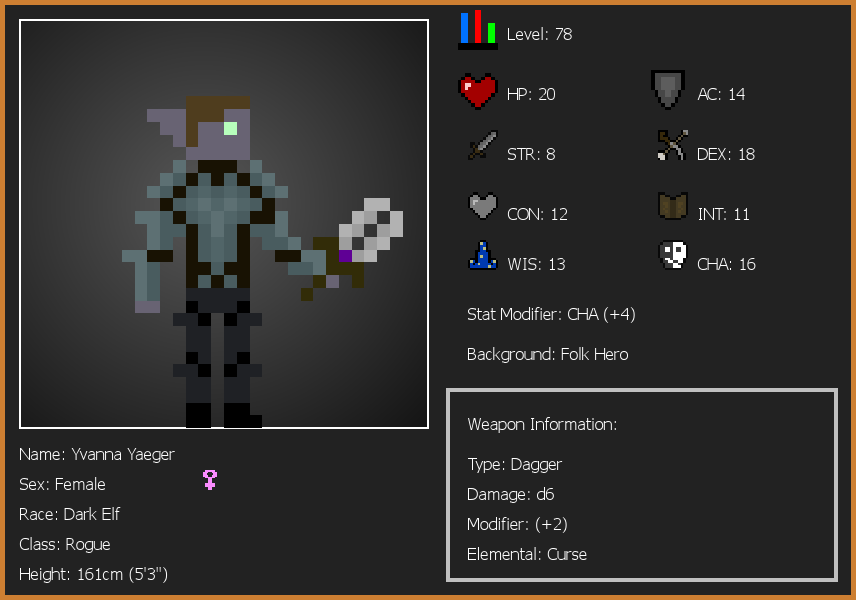 Level: 78
HP: 20
AC: 14
STR: 8
DEX: 18
CON: 12
INT: 11
WIS: 13
CHA: 16
Stat Modifier: CHA (+4)
Background: Folk Hero
Weapon Information:
Type: Dagger
Damage: d6
Modifier: (+2)
Elemental: Curse
Name: Yvanna Yaeger
Sex: Female
Race: Dark Elf
Class: Rogue
Height: 161cm (5'3")